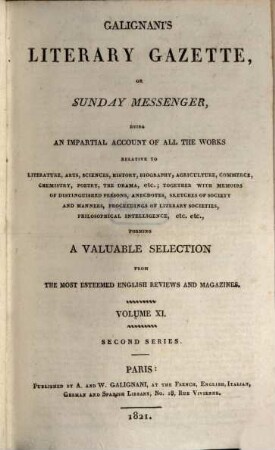 GALIGNANI'S
LITERARY GAZETTE,
OR
SUNDAY MESSENGER,
BEING
AN IMPARTIAL ACCOUNT OF ALL THE WORKS
RELATIVE TO
LITERATURE, ARTS, SCIENCES, HISTORY, BIOGRAPHY; AGRICULTURE, COMMERCE,
CHEMISTRY, POETRY, THE DRAMA, etc.; TOGETHER WITH MEMOIRS
OF DISTINGUISHED PERSONS, ANECDOTES, SKETCHES OF SOCIETY
AND MANNERS, PROCEEDINGS OF LITERARY SOCIETIES,
PHILOSOPHICAL INTELLIGENCE, etc. etc.,
FORMING
A VALUABLE SELECTION
FROM
THE MOST ESTEEMED ENGLISH REVIEWS AND MAGAZINES.
VOLUME XI.
SECOND SERIES.
PARIS:
PUBLISHED BY A. AND W. GALIGNANI, AT THE FRENCH, ENGLISH, ITALIAN,
GERMAN AND SPANISH LIBRARY, No. 18, RUE VIVIENNE.
1821.